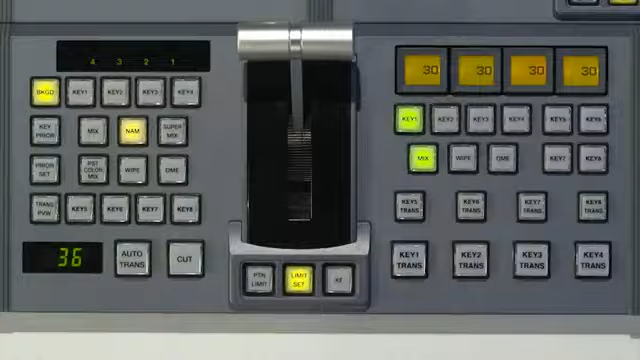 4 3 2 1
BKGD KEY1 KEY2 KEY3 KEY4
KEY PRIOR MIX NAM SUPER MIX
PRIOR SET PST COLOR MIX WIPE DME
TRANS PVW KEY5 KEY6 KEY7 KEY8
36 AUTO TRANS CUT
PTN LIMIT LIMIT SET KF
30 30 30 30
KEY1 KEY2 KEY3 KEY4 KEY5 KEY6
MIX WIPE DME KEY7 KEY8
KEY5 TRANS KEY6 TRANS KEY7 TRANS KEY8 TRANS
KEY1 TRANS KEY2 TRANS KEY3 TRANS KEY4 TRANS